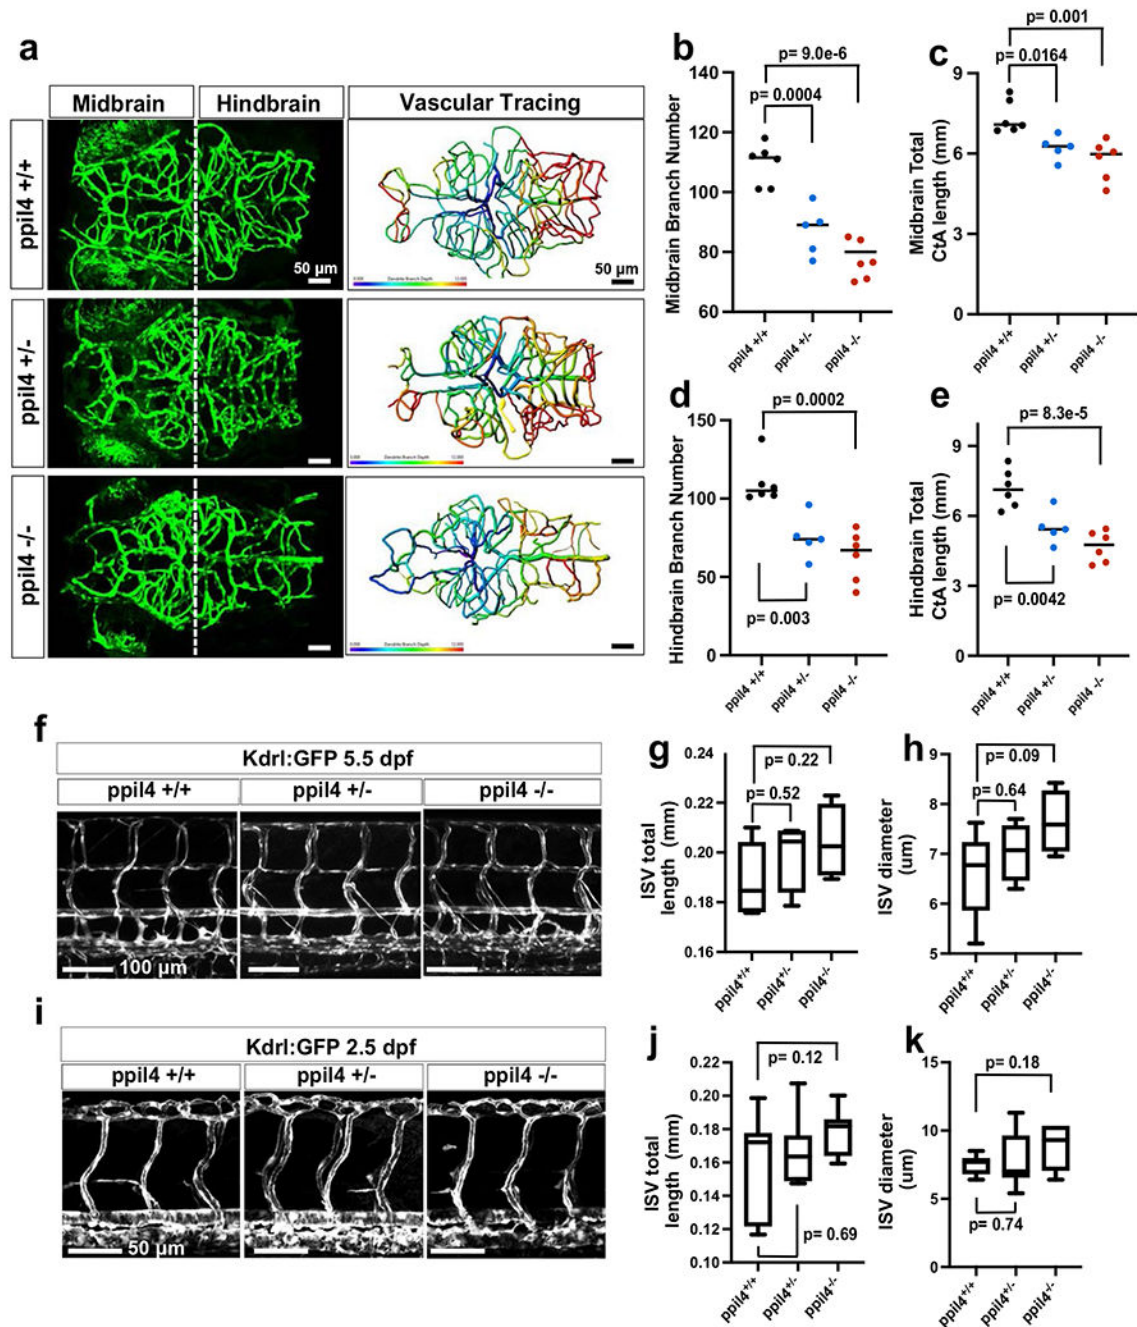 a
Midbrain
Hindbrain
Vascular Tracing
ppil4 +/+
50 µm
50 µm
ppil4 +/-
ppil4 -/-
b
p= 9.0e-6
p= 0.0004
Midbrain Branch Number
120
100
80
60
ppil4 +/+
ppil4 +/-
ppil4 -/-
c
p= 0.001
p= 0.0164
Midbrain Total
CtA length (mm)
9
6
3
0
ppil4 +/+
ppil4 +/-
ppil4 -/-
d
p= 0.0002
Hindbrain Branch Number
150
100
50
0
p= 0.003
ppil4 +/+
ppil4 +/-
ppil4 -/-
e
p= 8.3e-5
Hindbrain Total
CtA length (mm)
9
6
3
0
p= 0.0042
ppil4 +/+
ppil4 +/-
ppil4 -/-
f
Kdrl:GFP 5.5 dpf
ppil4 +/+
ppil4 +/-
ppil4 -/-
100 µm
g
p= 0.22
p= 0.52
ISV total
length (mm)
0.24
0.22
0.20
0.18
0.16
ppil4+/+
ppil4+/-
ppil4-/-
h
p= 0.09
p= 0.64
ISV diameter
(um)
9
8
7
6
5
ppil4+/+
ppil4+/-
ppil4-/-
i
Kdrl:GFP 2.5 dpf
ppil4 +/+
ppil4 +/-
ppil4 -/-
50 µm
j
p= 0.12
ISV total
length (mm)
0.22
0.20
0.18
0.16
0.14
0.12
0.10
p= 0.69
ppil4+/+
ppil4+/-
ppil4-/-
k
p= 0.18
ISV diameter
(um)
15
10
5
0
p= 0.74
ppil4+/+
ppil4+/-
ppil4-/-